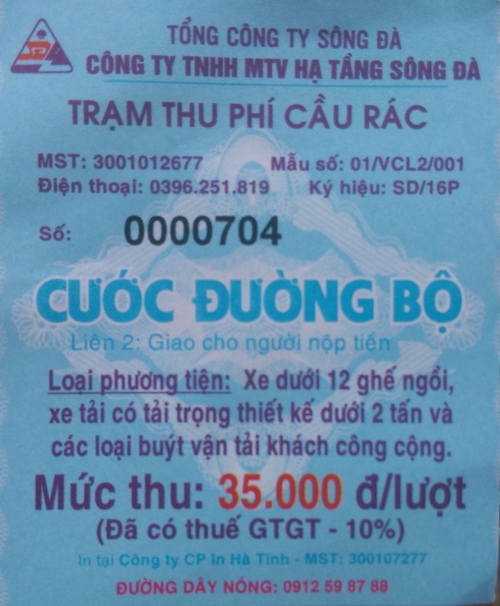 TỔNG CÔNG TY SÔNG ĐÀ
CÔNG TY TNHH MTV HẠ TẦNG SÔNG ĐÀ
TRẠM THU PHÍ CẦU RÁC
MST: 3001012677 Mẫu số: 01/VCL2/001
Điện thoại: 0396.251.819 Ký hiệu: SD/16P
Số: 0000704
CƯỚC ĐƯỜNG BỘ
Liên 2: Giao cho người nộp tiền
Loại phương tiện: Xe dưới 12 ghế ngồi,
xe tải có tải trọng thiết kế dưới 2 tấn và
các loại buýt vận tải khách công cộng.
Mức thu: 35.000 đ/lượt
(Đã có thuế GTGT - 10%)
In tại Công ty CP In Hà Tĩnh - MST: 300107277
ĐƯỜNG DÂY NÓNG: 0912 59 87 88